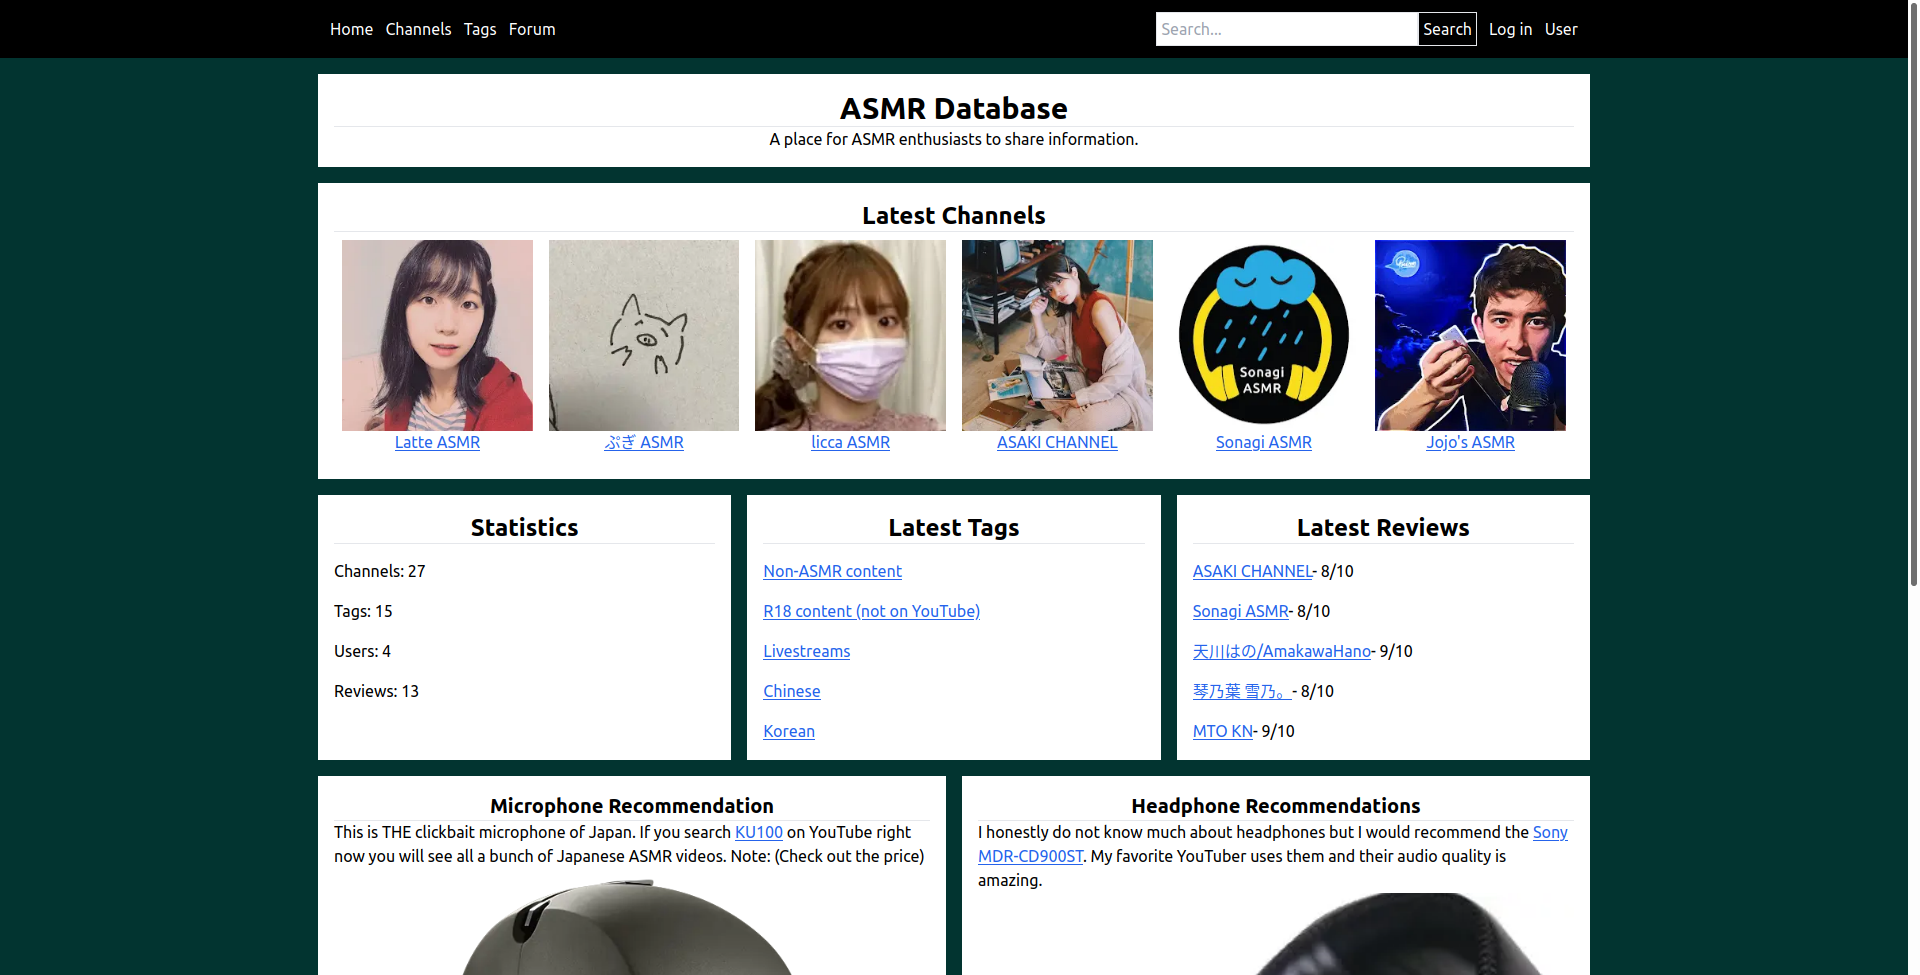 Home Channels Tags Forum Search... Search Log in User
ASMR Database
A place for ASMR enthusiasts to share information.
Latest Channels
Sonagi
ASMR
Latte ASMR
ぷぎ ASMR
licca ASMR
ASAKI CHANNEL
Sonagi ASMR
Jojo's ASMR
Statistics
Channels: 27
Tags: 15
Users: 4
Reviews: 13
Latest Tags
Non-ASMR content
R18 content (not on YouTube)
Livestreams
Chinese
Korean
Latest Reviews
ASAKI CHANNEL- 8/10
Sonagi ASMR- 8/10
天川はの/AmakawaHano- 9/10
琴乃葉 雪乃。- 8/10
MTO KN- 9/10
Microphone Recommendation
This is THE clickbait microphone of Japan. If you search KU100 on YouTube right
now you will see all a bunch of Japanese ASMR videos. Note: (Check out the price)
Headphone Recommendations
I honestly do not know much about headphones but I would recommend the Sony
MDR-CD900ST. My favorite YouTuber uses them and their audio quality is
amazing.